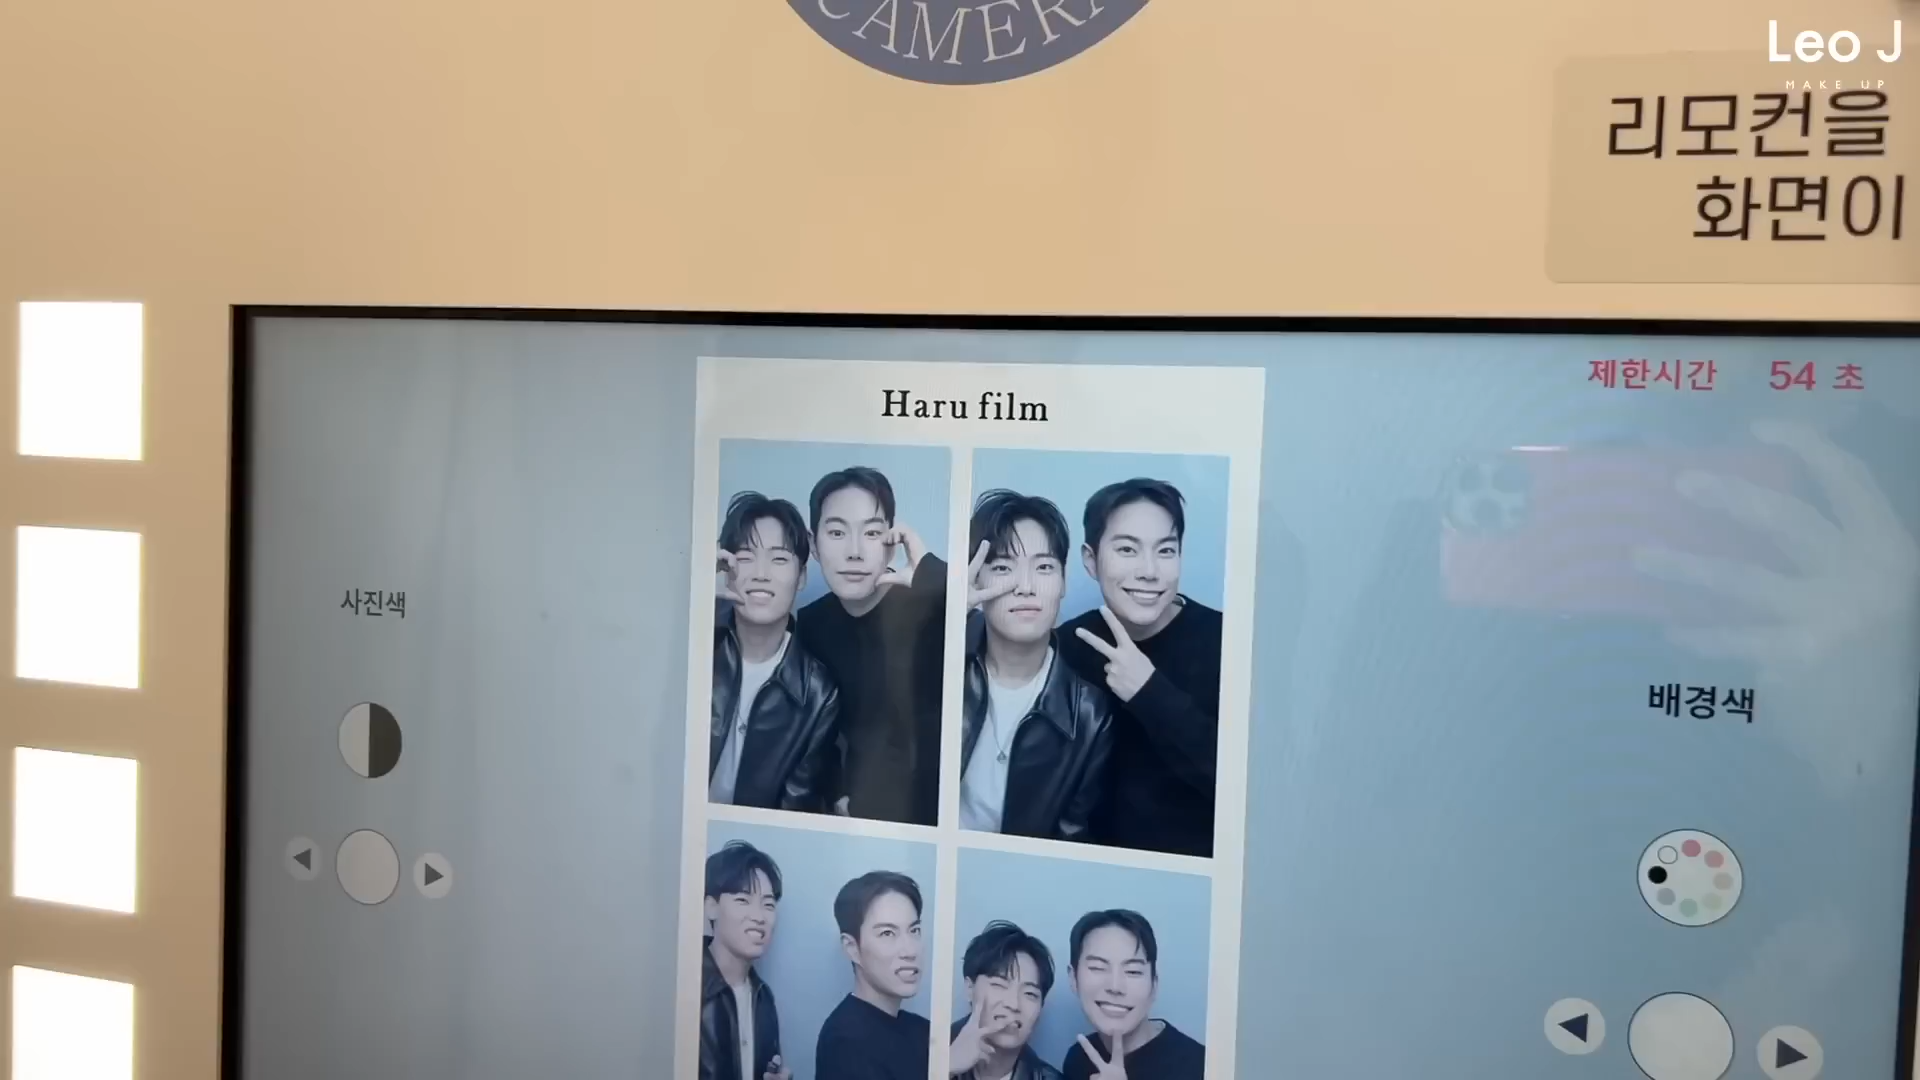 CAMERA
Leo J
MAKE UP
리모컨을
화면이
제한시간 54 초
Haru film
사진색
배경색